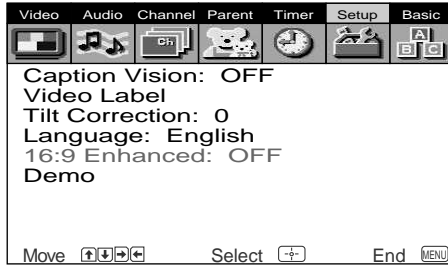 Video Audio Channel Parent Timer Setup Basic
Ch A B C
Caption Vision: OFF
Video Label
Tilt Correction: 0
Language: English
16:9 Enhanced: OFF
Demo
Move Select End MENU